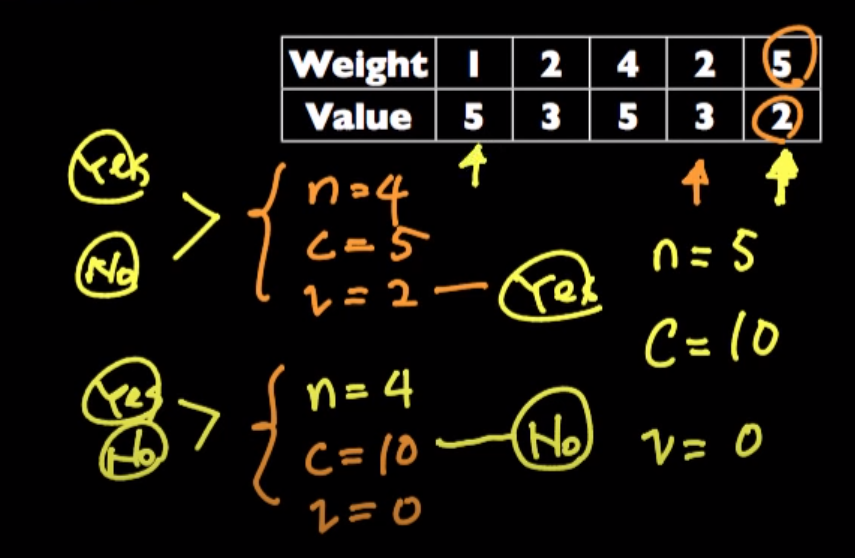 Weight 1 2 4 2 5
Value 5 3 5 3 2
Yes
No
n=4
c=5
v=2
Yes
n=5
C=10
v=0
Yes
No
n=4
C=10
v=0
No